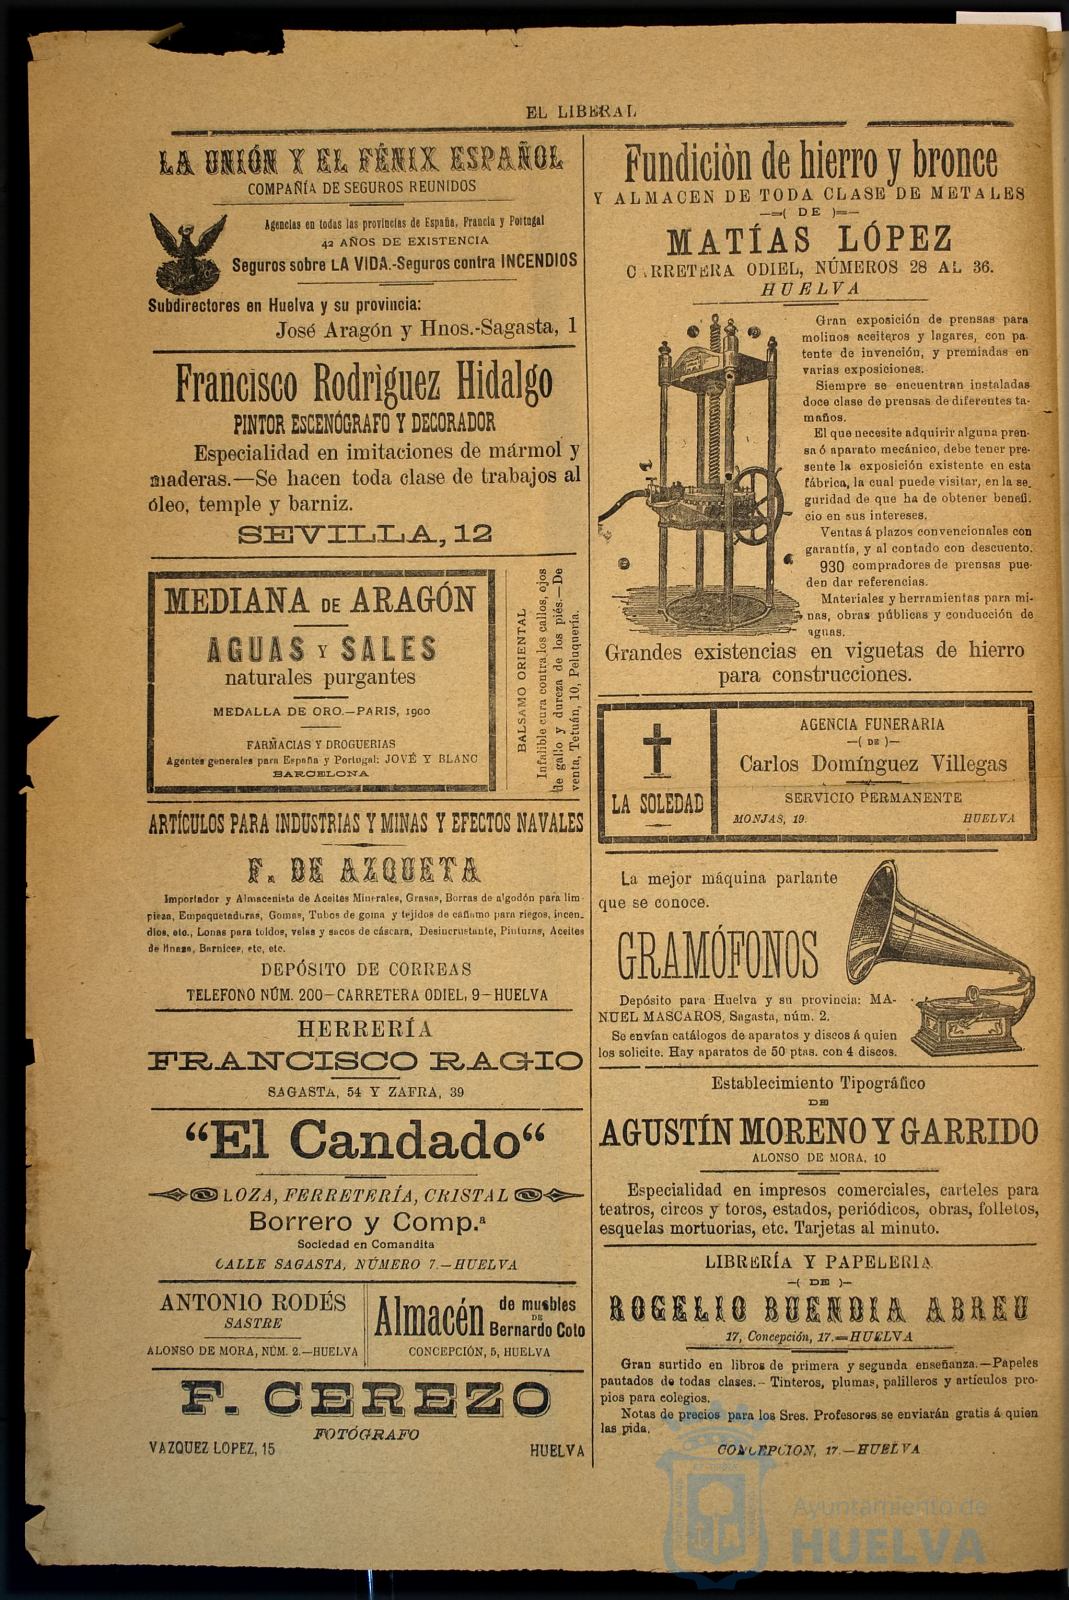 EL LIBERAL
LA UNIÓN Y EL FÉNIX ESPAÑOL
COMPAÑÍA DE SEGUROS REUNIDOS
Agencias en todas las provincias de España, Francia y Portugal
42 AÑOS DE EXISTENCIA
Seguros sobre LA VIDA.-Seguros contra INCENDIOS
Subdirectores en Huelva y su provincia:
José Aragón y Hnos.-Sagasta, 1
Francisco Rodriguez Hidalgo
PINTOR ESCENÓGRAFO Y DECORADOR
Especialidad en imitaciones de mármol y
maderas.—Se hacen toda clase de trabajos al
óleo, temple y barniz.
SEVILLA, 12
MEDIANA DE ARAGÓN
AGUAS Y SALES
naturales purgantes
MEDALLA DE ORO.—PARIS, 1900
FARMACIAS Y DROGUERIAS
Agentes generales para España y Portugal: JOVÉ Y BLANC
BARCELONA
BALSAMO ORIENTAL
Infalible cura contra los callos, ojos
de gallo y dureza de los piés.—De
venta, Tetuán, 10, Peluquería.
ARTÍCULOS PARA INDUSTRIAS Y MINAS Y EFECTOS NAVALES
F. DE AZQUETA
Importador y Almacenista de Aceites Minerales, Grasas, Borras de algodón para lim
pieza, Empaquetaduras, Gomas, Tubos de goma y tejidos de cáñamo para riegos, incen.
dios, etc., Lonas para toldos, velas y sacos de cáscara, Desincrustante, Pinturas, Aceites
de linaza, Barnices, etc, etc.
DEPÓSITO DE CORREAS
TELEFONO NÚM. 200—CARRETERA ODIEL, 9—HUELVA
HERRERÍA
FRANCISCO RAGIO
SAGASTA, 54 Y ZAFRA, 39
“El Candado“
LOZA, FERRETERÍA, CRISTAL
Borrero y Comp.ª
Sociedad en Comandita
CALLE SAGASTA, NÚMERO 7.—HUELVA
ANTONIO RODÉS
SASTRE
ALONSO DE MORA, NÚM. 2.—HUELVA
Almacén de muebles
DE
Bernardo Coto
CONCEPCIÓN, 5, HUELVA
F. CEREZO
FOTÓGRAFO
VAZQUEZ LOPEZ, 15 HUELVA
Fundiciòn de hierro y bronce
Y ALMACEN DE TODA CLASE DE METALES
—=( DE )=—
MATÍAS LÓPEZ
C RRETERA ODIEL, NÚMEROS 28 AL 36.
HUELVA
Gran exposición de prensas para
molinos aceiteros y lagares, con pa
tente de invención, y premiadas en
varias exposiciones.
Siempre se encuentran instaladas
doce clase de prensas de diferentes ta-
maños.
El que necesite adquirir alguna pren-
sa ó aparato mecánico, debe tener pre-
sente la exposición existente en esta
fábrica, la cual puede visitar, en la se.
guridad de que ha de obtener benefi.
cio en sus intereses.
Ventas á plazos convencionales con
garantía, y al contado con descuento.
930 compradores de prensas pue-
den dar referencias.
Materiales y herramientas para mi-
nas, obras públicas y conducción de
aguas.
Grandes existencias en viguetas de hierro
para construcciones.
LA SOLEDAD
AGENCIA FUNERARIA
—( DE )—
Carlos Domínguez Villegas
SERVICIO PERMANENTE
MONJAS, 19. HUELVA
La mejor máquina parlante
que se conoce.
GRAMÓFONOS
Depósito para Huelva y su provincia: MA-
NUEL MASCAROS, Sagasta, núm. 2.
Se envían catálogos de aparatos y discos á quien
los solicite. Hay aparatos de 50 ptas. con 4 discos.
Establecimiento Tipográfico
DE
AGUSTÍN MORENO Y GARRIDO
ALONSO DE MORA, 10
Especialidad en impresos comerciales, carteles para
teatros, circos y toros, estados, periódicos, obras, folletos,
esquelas mortuorias, etc. Tarjetas al minuto.
LIBRERÍA Y PAPELERIA
—( DE )—
ROGELIO BUENDIA ABREU
17, Concepción, 17.—HUELVA
Gran surtido en libros de primera y segunda enseñanza.—Papeles
pautados de todas clases.—Tinteros, plumas, palilleros y artículos pro-
pios para colegios.
Notas de precios para los Sres. Profesores se enviarán gratis á quien
las pida.
CONCEPCION, 17.—HUELVA
Ayuntamiento de
HUELVA